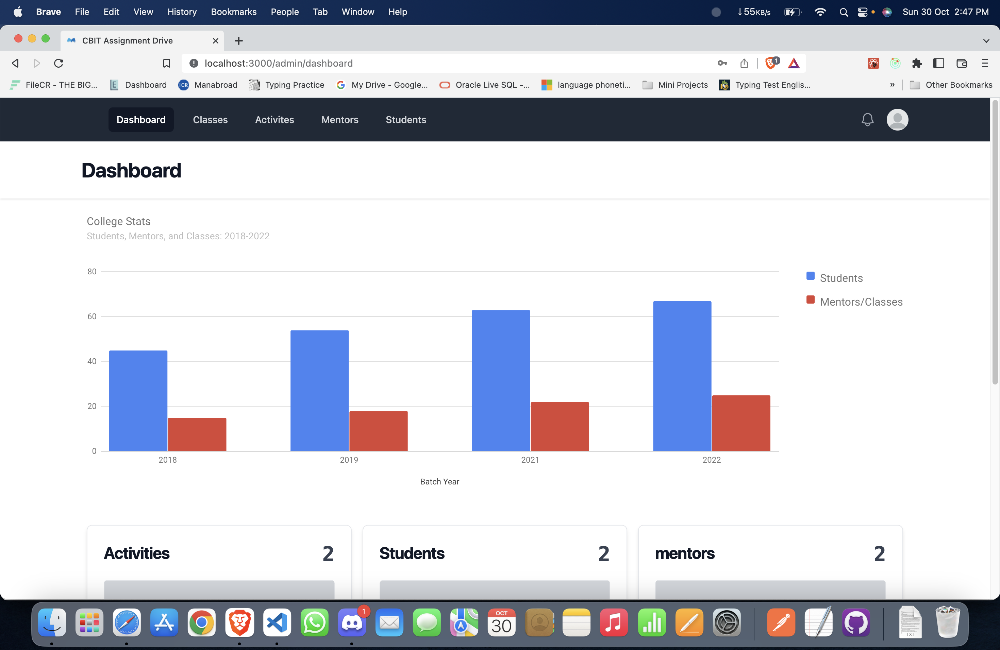 Brave File Edit View History Bookmarks People Tab Window Help ↓55KB/s Sun 30 Oct 2:47 PM
CBIT Assignment Drive
localhost:3000/admin/dashboard 1
FileCR - THE BIG... Dashboard ICR Manabroad Typing Practice My Drive - Google... Oracle Live SQL -... language phoneti... Mini Projects Typing Test Englis... » Other Bookmarks
Dashboard Classes Activites Mentors Students
Dashboard
College Stats
Students, Mentors, and Classes: 2018-2022
80
60
40
20
0
2018 2019 2021 2022
Batch Year
Students
Mentors/Classes
Activities 2
Students 2
mentors 2
1
OCT
30
TXT